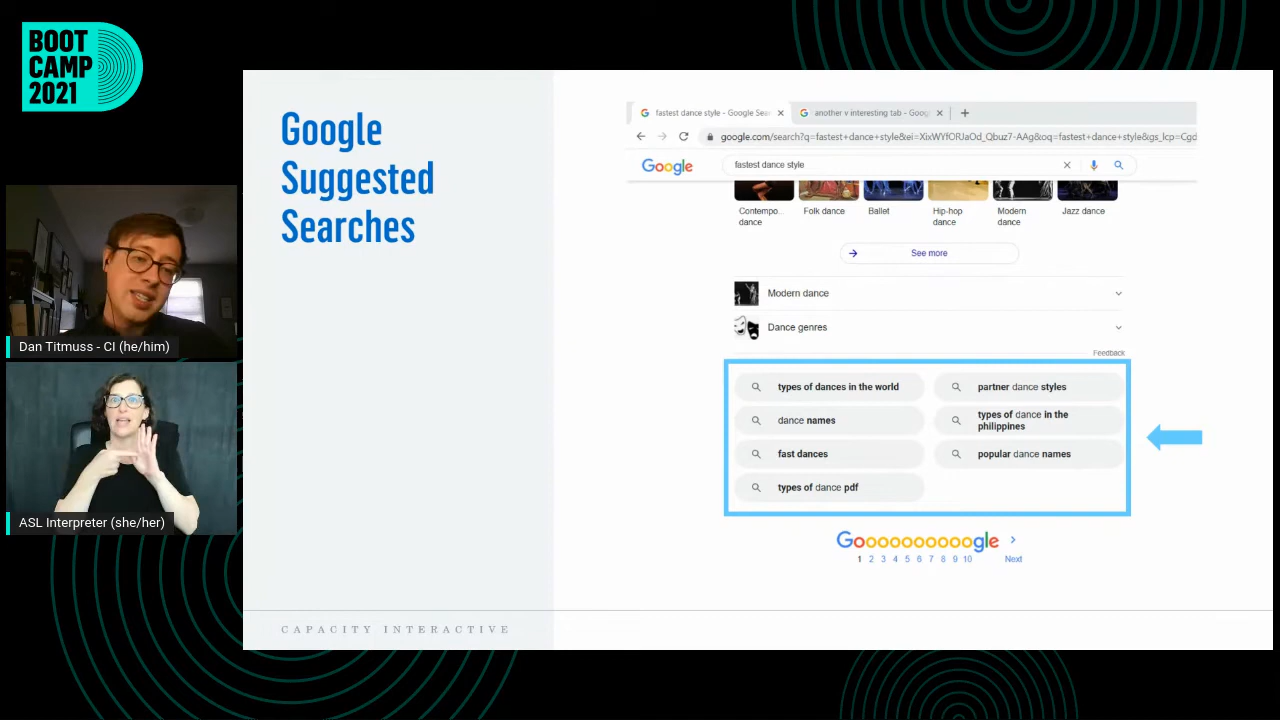 BOOT
CAMP
2021
Google
Suggested
Searches
fastest dance style - Google Sear
another v interesting tab - Goog
google.com/search?q=fastest+dance+style&ei=XixWYfORJaOd_Qbuz7-AAg&oq=fastest+dance+style&gs_lcp=Cgd
Google
fastest dance style
Contempo...
dance
Folk dance
Ballet
Hip-hop
dance
Modern
dance
Jazz dance
See more
Modern dance
Dance genres
Feedback
types of dances in the world
partner dance styles
dance names
types of dance in the
philippines
fast dances
popular dance names
types of dance pdf
Goooooooooogle
1 2 3 4 5 6 7 8 9 10
Next
Dan Titmuss - CI (he/him)
ASL Interpreter (she/her)
CAPACITY INTERACTIVE